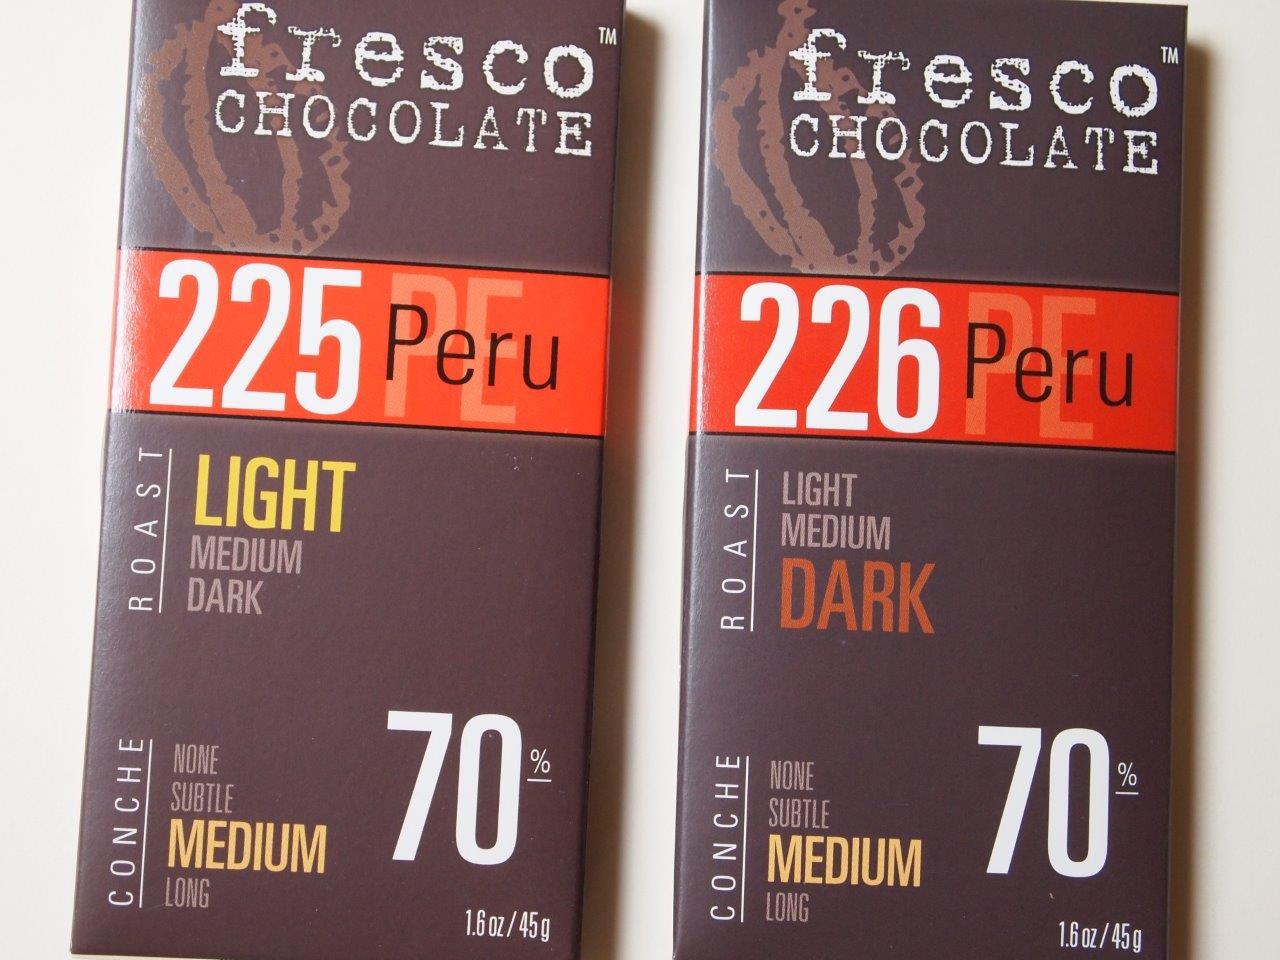 fresco™
CHOCOLATE
225 PE Peru
ROAST
LIGHT
MEDIUM
DARK
CONCHE
NONE
SUBTLE
MEDIUM
LONG
70%
1.6 oz / 45 g
fresco™
CHOCOLATE
226 PE Peru
ROAST
LIGHT
MEDIUM
DARK
CONCHE
NONE
SUBTLE
MEDIUM
LONG
70%
1.6 oz / 45 g